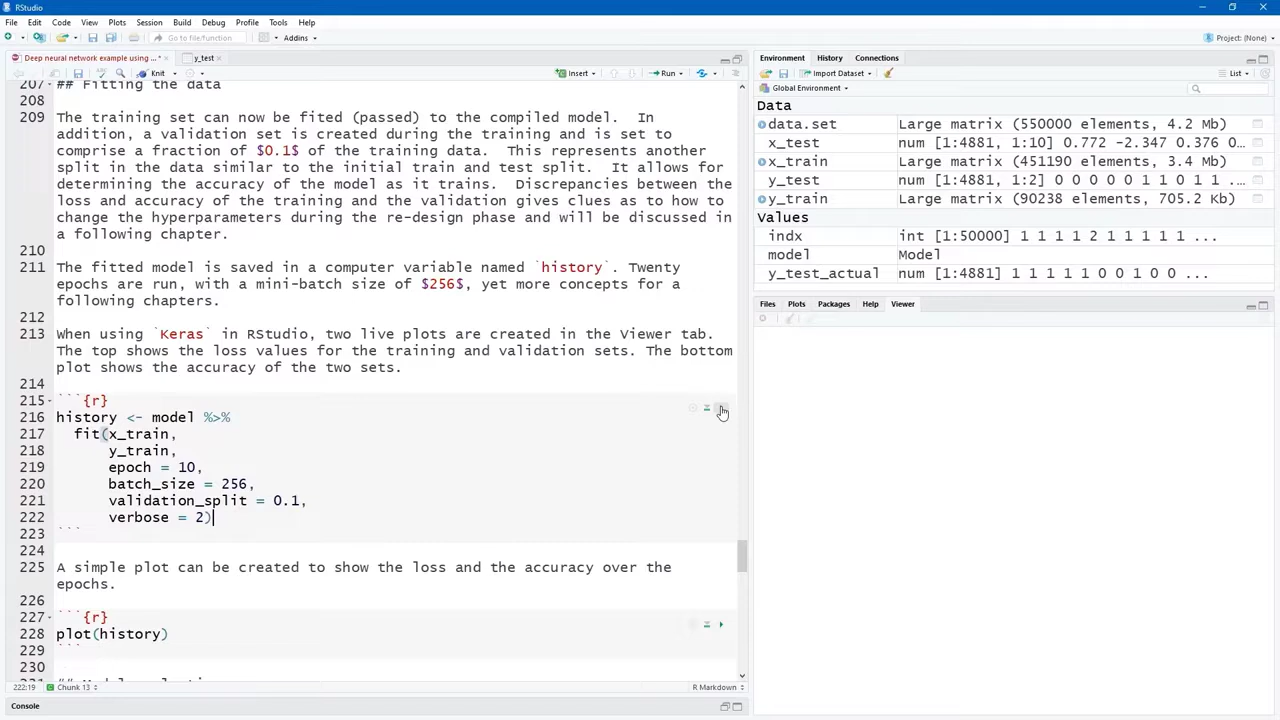 RStudio
File Edit Code View Plots Session Build Debug Profile Tools Help
Go to file/function
Addins
Project: (None)
Deep neural network example using ... *
y_test
Knit
Insert
Run
207 ## Fitting the data
208
209 The training set can now be fited (passed) to the compiled model.  In
addition, a validation set is created during the training and is set to
comprise a fraction of $0.1$ of the training data.  This represents another
split in the data similar to the initial train and test split.  It allows for
determining the accuracy of the model as it trains.  Discrepancies between the
loss and accuracy of the training and the validation gives clues as to how to
change the hyperparameters during the re-design phase and will be discussed in
a following chapter.
210
211 The fitted model is saved in a computer variable named `history`. Twenty
epochs are run, with a mini-batch size of $256$, yet more concepts for a
following chapters.
212
213 When using `Keras` in RStudio, two live plots are created in the Viewer tab.
The top shows the loss values for the training and validation sets. The bottom
plot shows the accuracy of the two sets.
214
215 ```{r}
216 history <- model %>%
217 fit(x_train,
218 y_train,
219 epoch = 10,
220 batch_size = 256,
221 validation_split = 0.1,
222 verbose = 2)
223 ```
224
225 A simple plot can be created to show the loss and the accuracy over the
epochs.
226
227 ```{r}
228 plot(history)
229 ```
230
222:19 Chunk 13 R Markdown
Console
Environment History Connections
Import Dataset List
Global Environment
Data
data.set Large matrix (550000 elements, 4.2 Mb)
x_test num [1:4881, 1:10] 0.772 -2.347 0.376 0...
x_train Large matrix (451190 elements, 3.4 Mb)
y_test num [1:4881, 1:2] 0 0 0 0 0 1 1 0 1 1 ...
y_train Large matrix (90238 elements, 705.2 Kb)
Values
indx int [1:50000] 1 1 1 1 2 1 1 1 1 1 ...
model Model
y_test_actual num [1:4881] 1 1 1 1 1 0 0 1 0 0 ...
Files Plots Packages Help Viewer